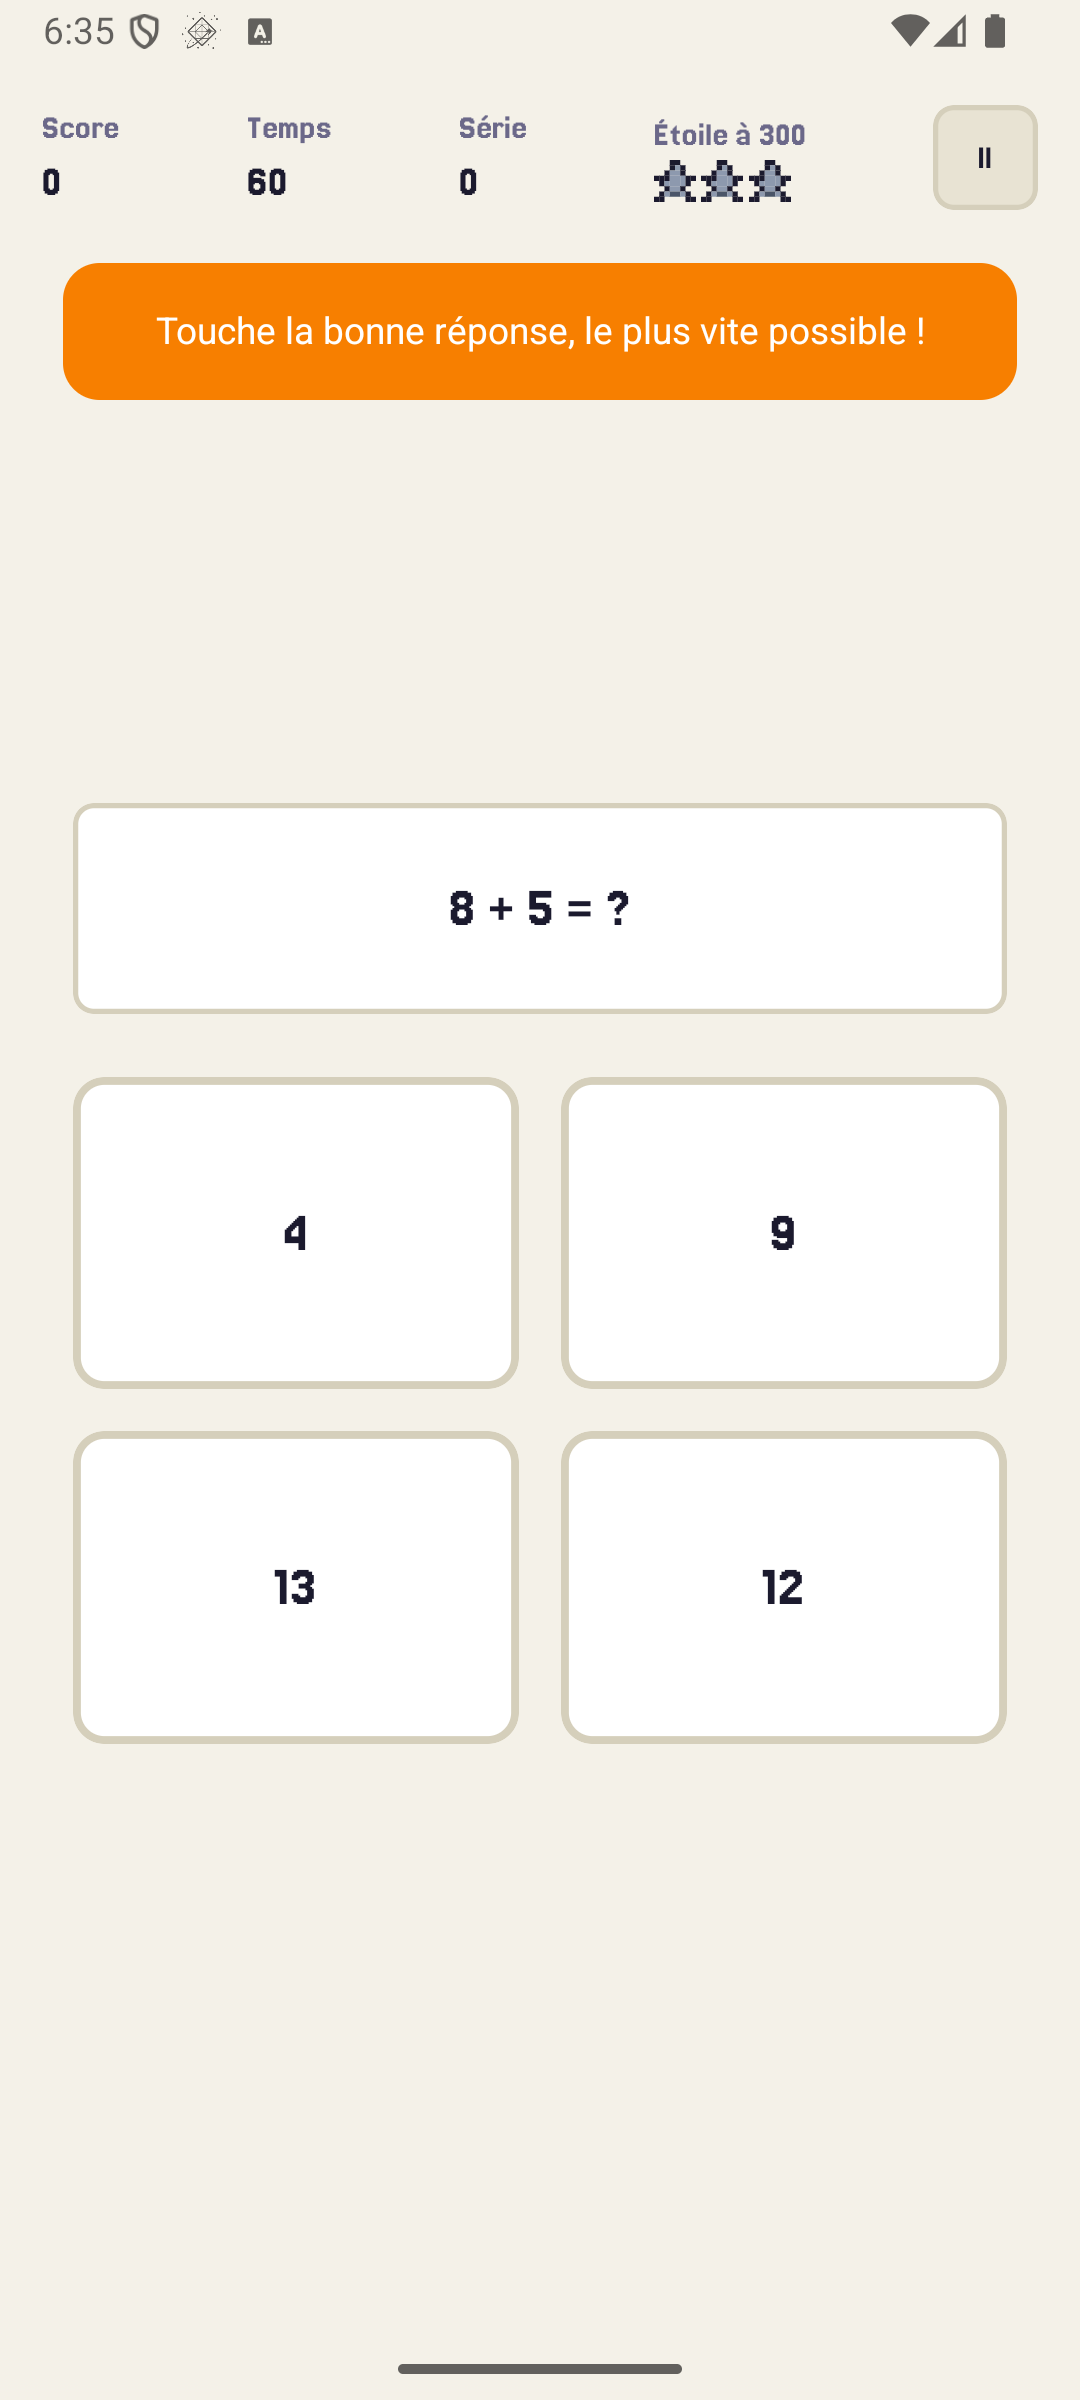 6:35
Score
0
Temps
60
Série
0
Étoile à 300
Touche la bonne réponse, le plus vite possible !
8 + 5 = ?
4
9
13
12